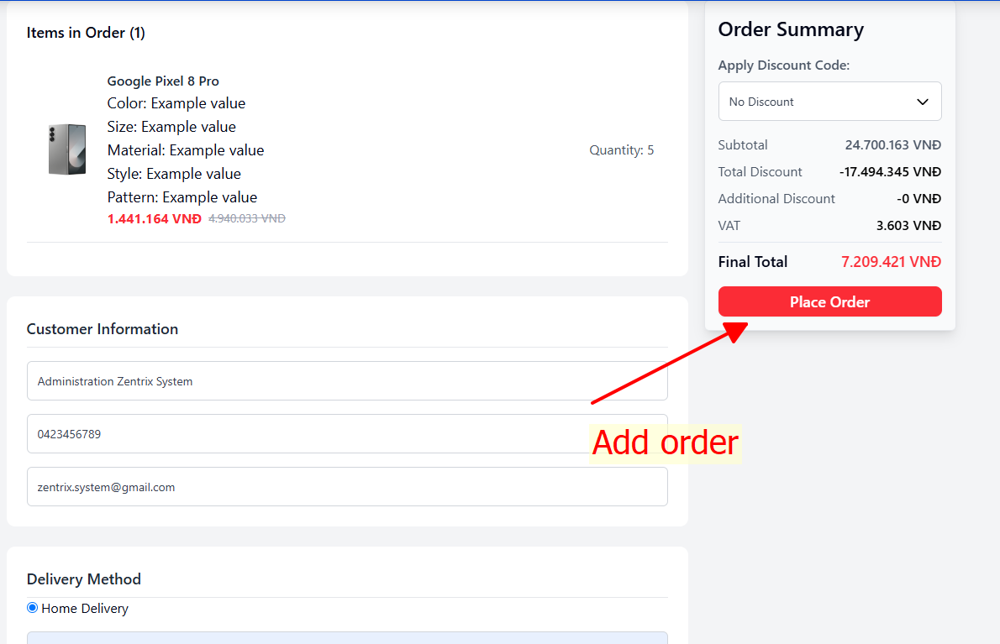 Items in Order (1)
Google Pixel 8 Pro
Color: Example value
Size: Example value
Material: Example value
Style: Example value
Pattern: Example value
1.441.164 VNĐ 4.940.033 VNĐ
Quantity: 5
Customer Information
Administration Zentrix System
0423456789
zentrix.system@gmail.com
Delivery Method
Home Delivery
Order Summary
Apply Discount Code:
No Discount
Subtotal 24.700.163 VNĐ
Total Discount -17.494.345 VNĐ
Additional Discount -0 VNĐ
VAT 3.603 VNĐ
Final Total 7.209.421 VNĐ
Place Order
Add order